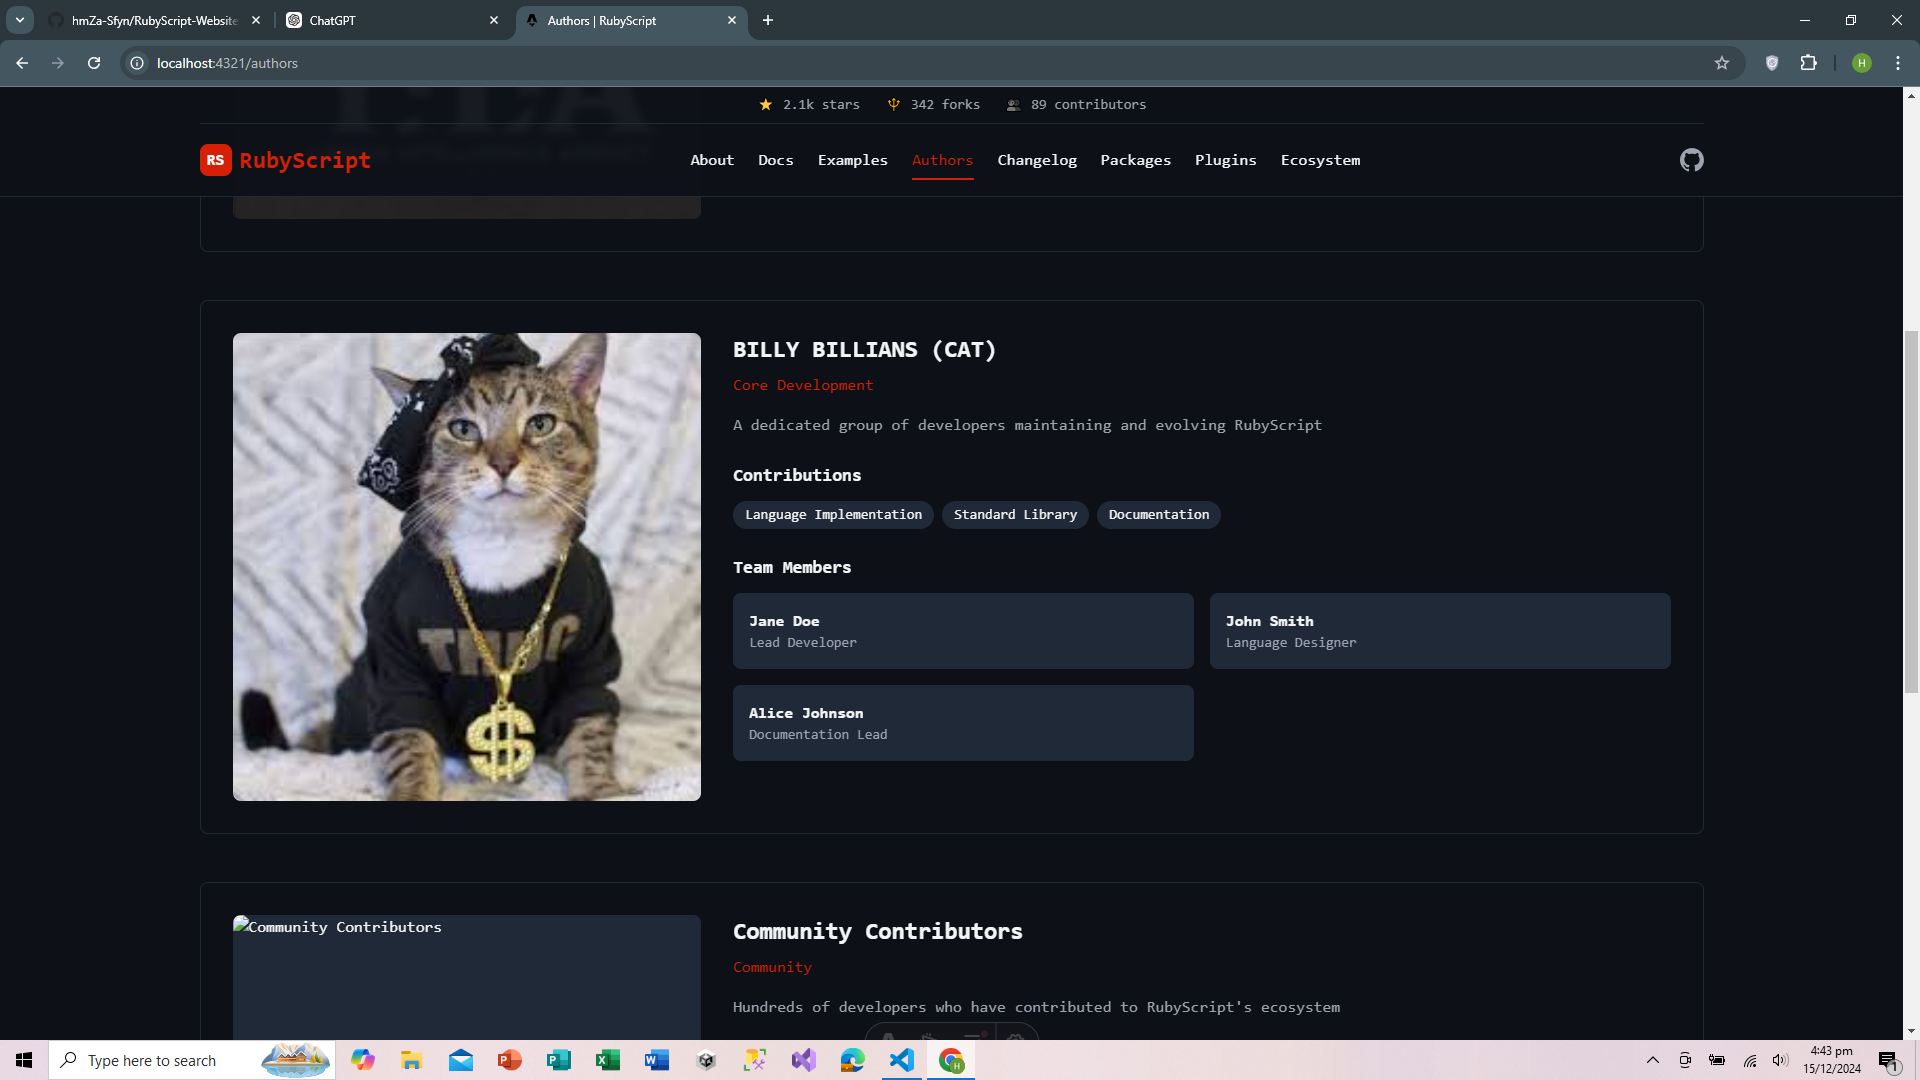 hmZa-Sfyn/RubyScript-Website
ChatGPT
Authors | RubyScript
localhost:4321/authors
H
2.1k stars 342 forks 89 contributors
RS RubyScript
About Docs Examples Authors Changelog Packages Plugins Ecosystem
BILLY BILLIANS (CAT)
Core Development
A dedicated group of developers maintaining and evolving RubyScript
Contributions
Language Implementation Standard Library Documentation
Team Members
Jane Doe
Lead Developer
John Smith
Language Designer
Alice Johnson
Documentation Lead
THUG
$
Community Contributors
Community Contributors
Community
Hundreds of developers who have contributed to RubyScript's ecosystem
Type here to search
4:43 pm
15/12/2024
1